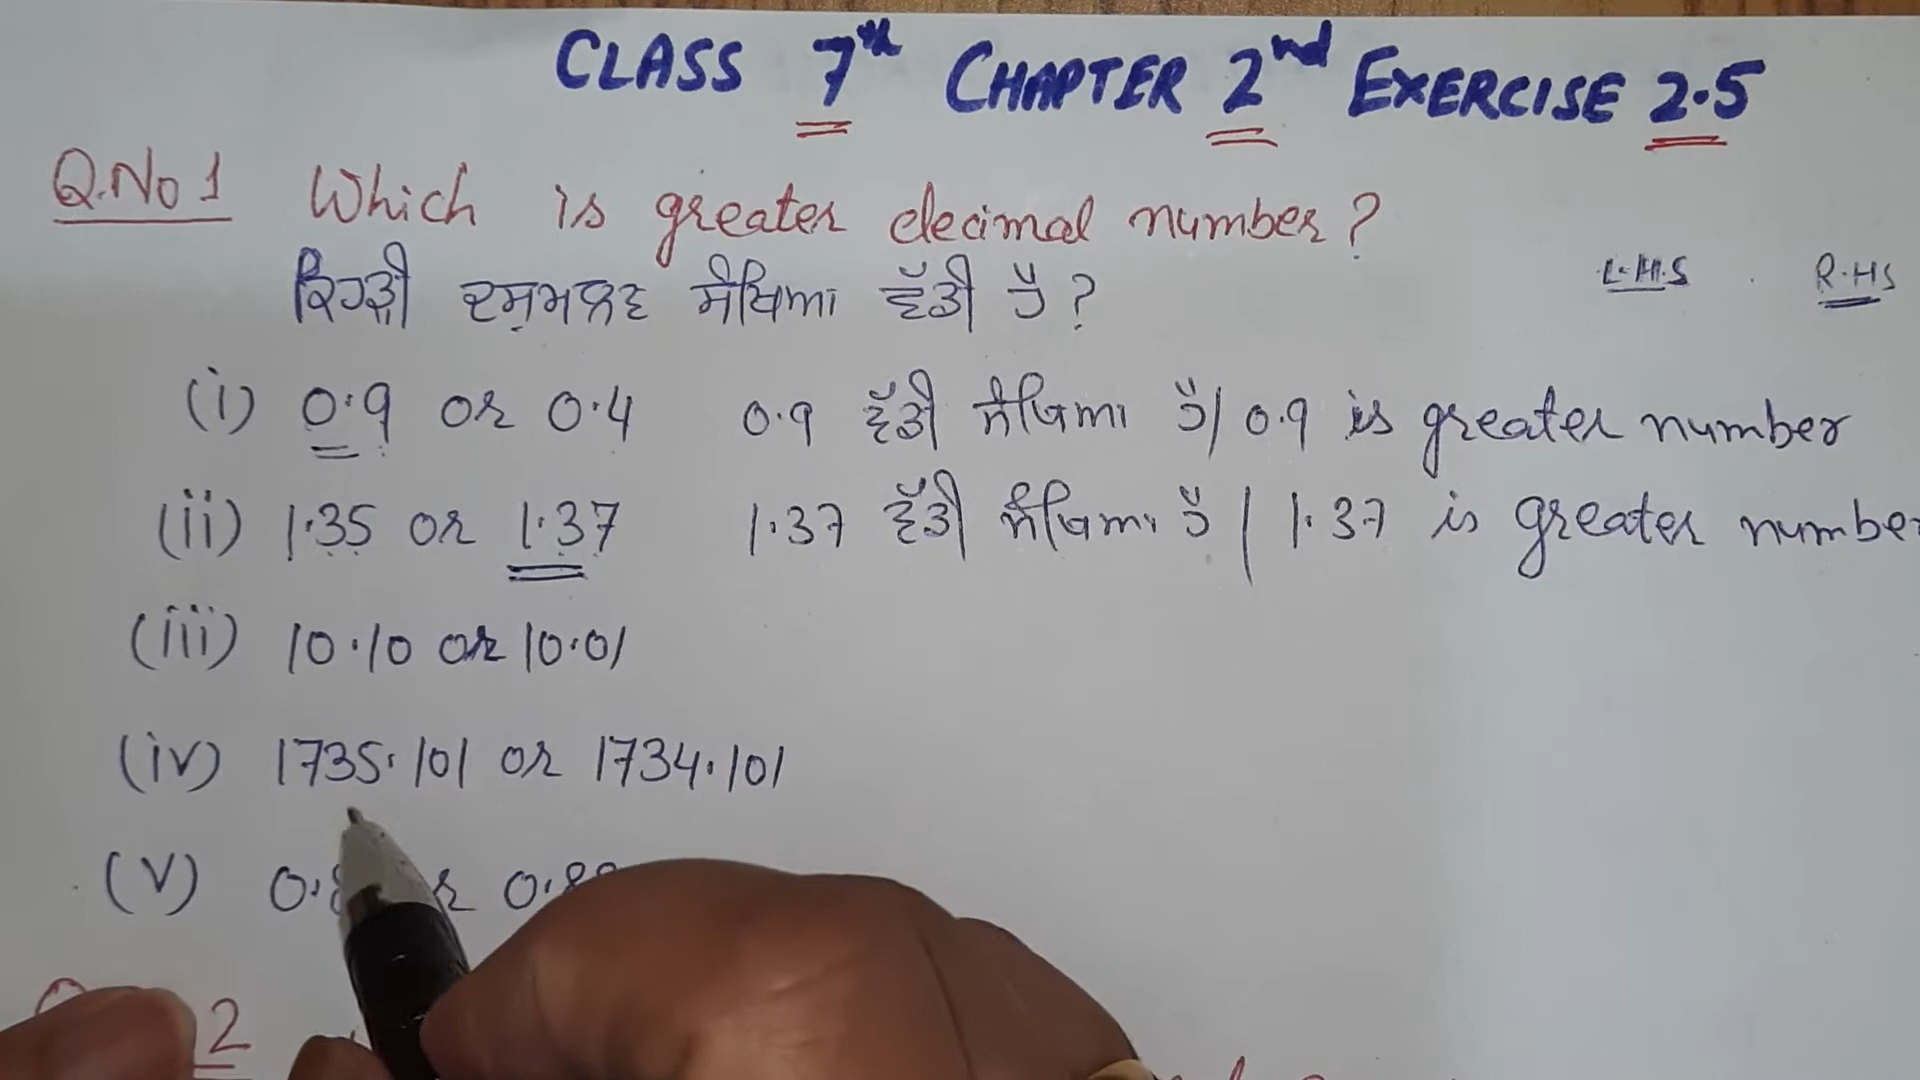 CLASS 7th CHAPTER 2nd EXERCISE 2.5
Q.No 1 Which is greater decimal number?
ਕਿਹੜੀ ਦਸ਼ਮਲਵ ਸੰਖਿਆ ਵੱਡੀ ਹੈ?
L.H.S R.HS
(i) 0.9 or 0.4 0.9 ਵੱਡੀ ਸੰਖਿਆ ਹੈ| 0.9 is greater number
(ii) 1.35 or 1.37 1.37 ਵੱਡੀ ਸੰਖਿਆ ਹੈ| 1.37 is greater number
(iii) 10.10 or 10.01
(iv) 1735.101 or 1734.101
(v)
2